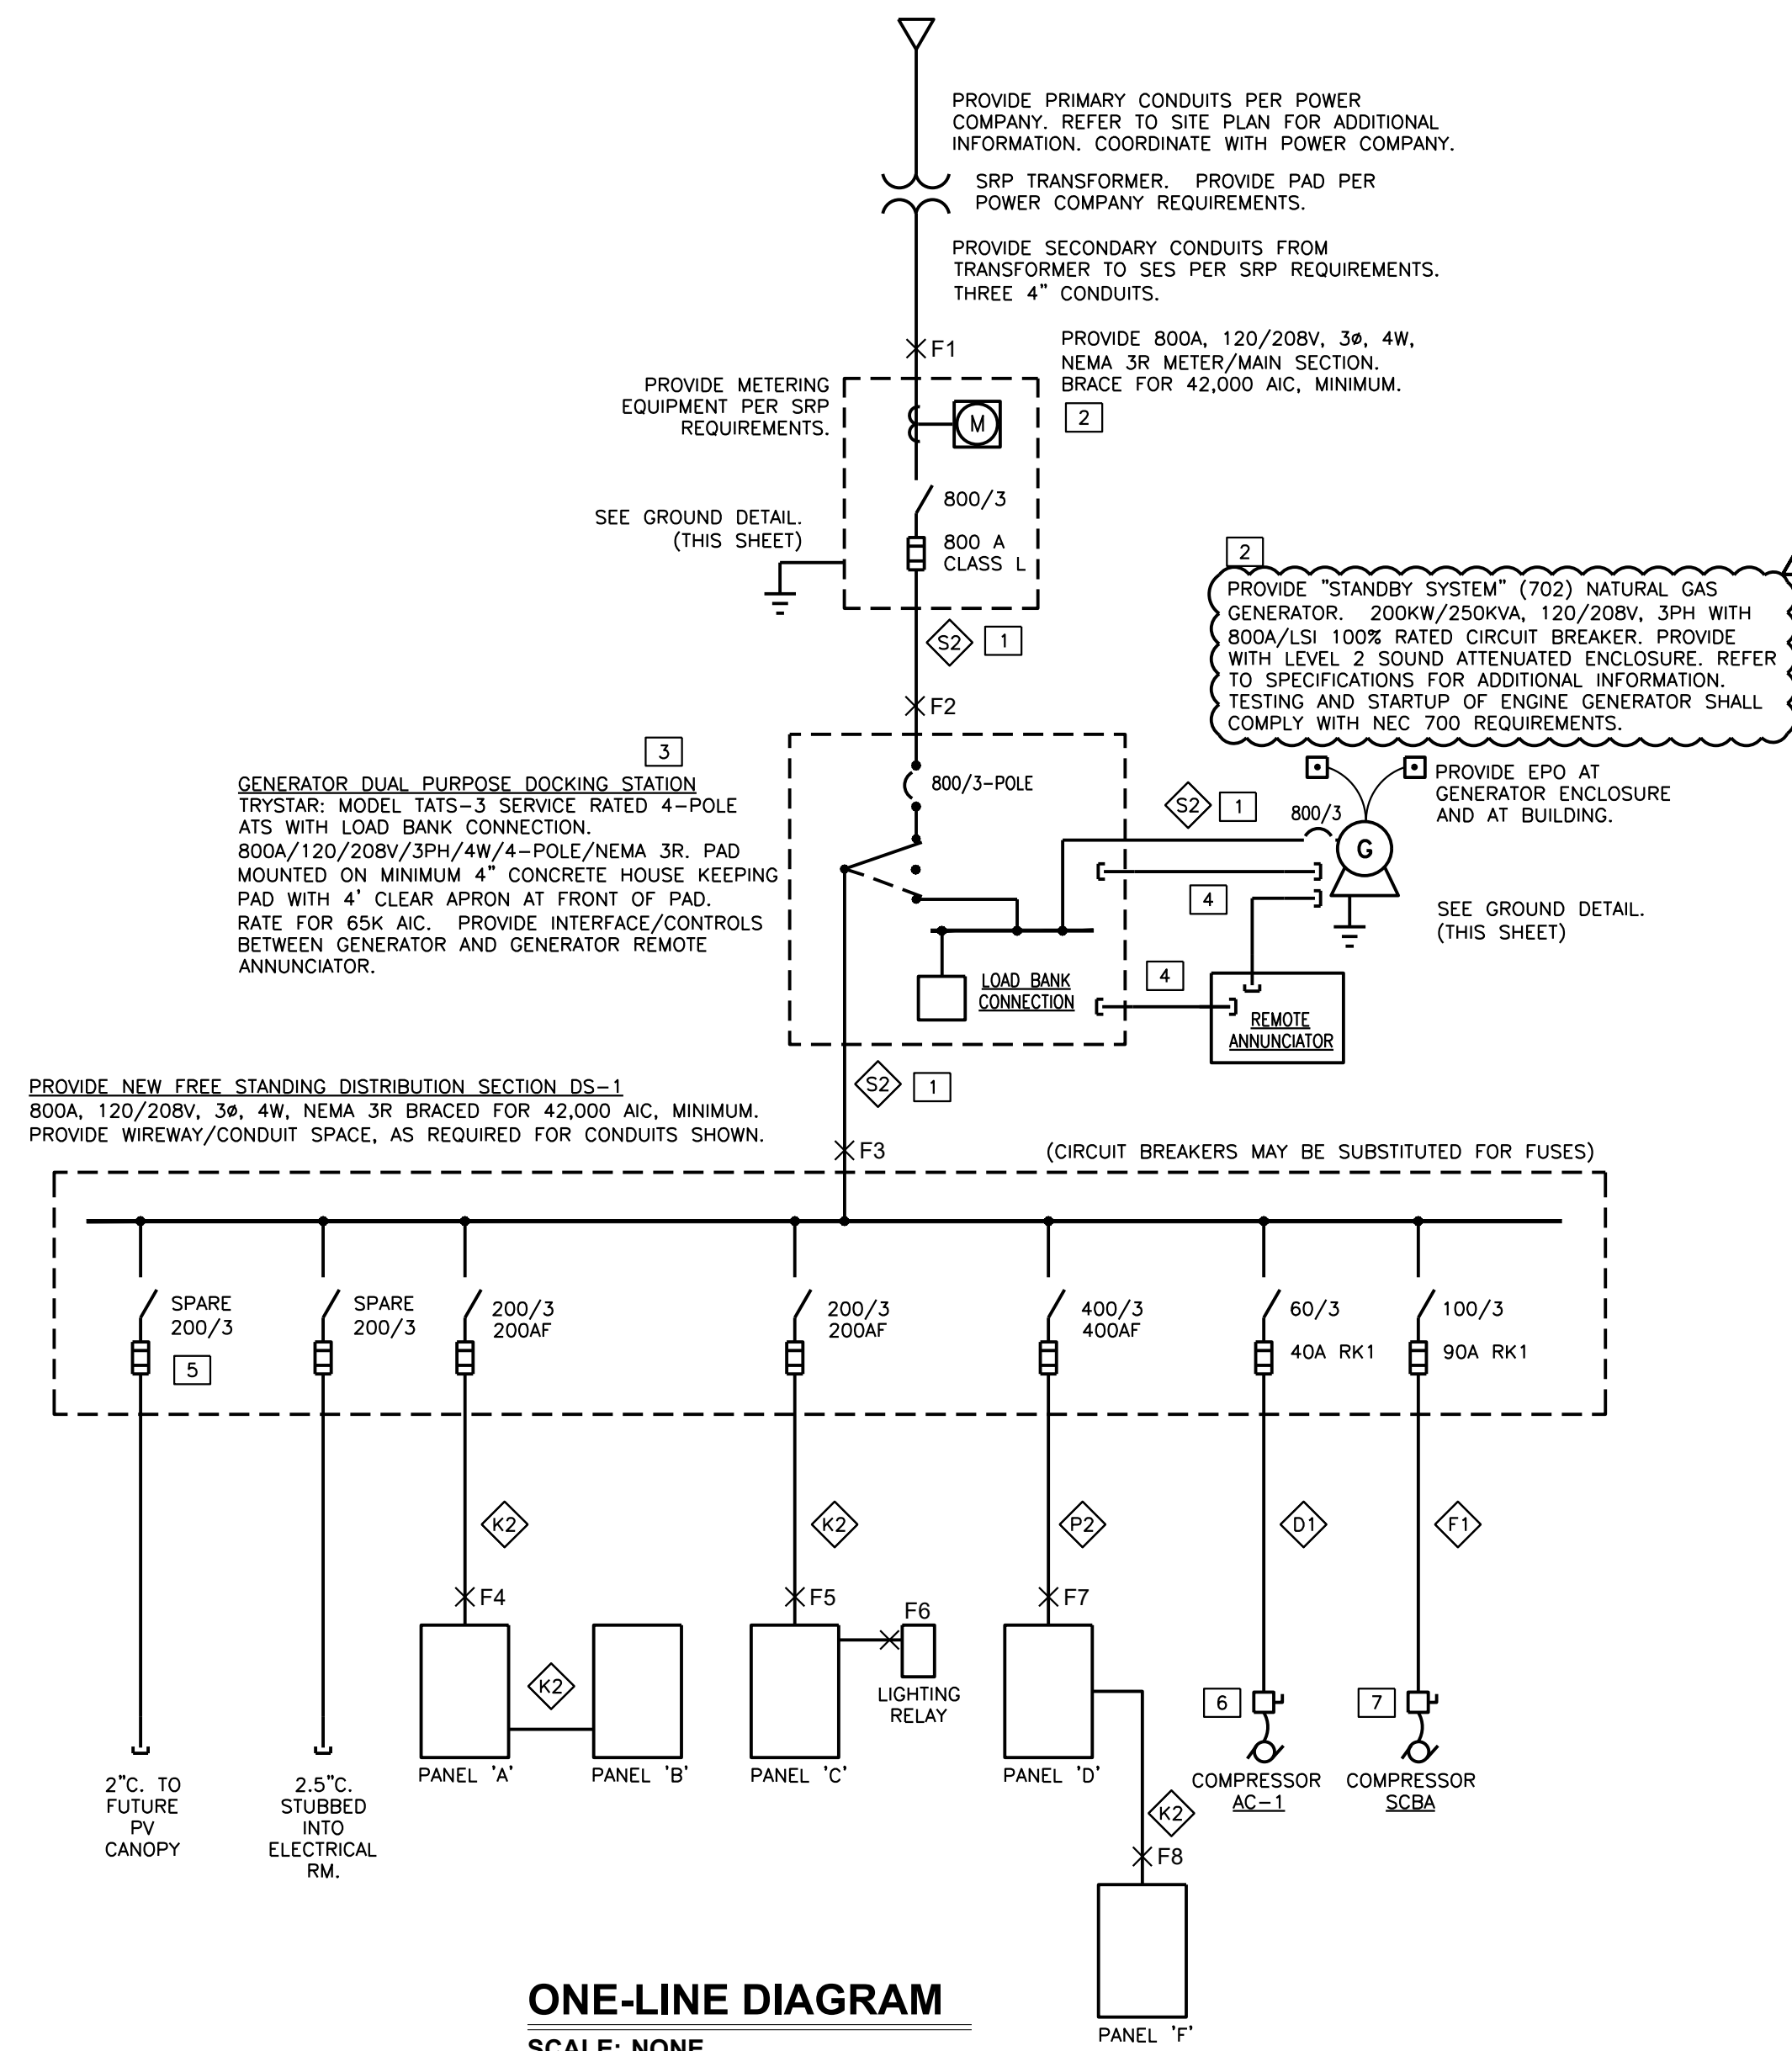 PROVIDE PRIMARY CONDUITS PER POWER
COMPANY. REFER TO SITE PLAN FOR ADDITIONAL
INFORMATION. COORDINATE WITH POWER COMPANY.
SRP TRANSFORMER. PROVIDE PAD PER
POWER COMPANY REQUIREMENTS.
PROVIDE SECONDARY CONDUITS FROM
TRANSFORMER TO SES PER SRP REQUIREMENTS.
THREE 4" CONDUITS.
F1
PROVIDE 800A, 120/208V, 3ø, 4W,
NEMA 3R METER/MAIN SECTION.
BRACE FOR 42,000 AIC, MINIMUM.
2
PROVIDE METERING
EQUIPMENT PER SRP
REQUIREMENTS.
M
800/3
800 A
CLASS L
SEE GROUND DETAIL.
(THIS SHEET)
S2
1
F2
2
PROVIDE "STANDBY SYSTEM" (702) NATURAL GAS
GENERATOR. 200KW/250KVA, 120/208V, 3PH WITH
800A/LSI 100% RATED CIRCUIT BREAKER. PROVIDE
WITH LEVEL 2 SOUND ATTENUATED ENCLOSURE. REFER
TO SPECIFICATIONS FOR ADDITIONAL INFORMATION.
TESTING AND STARTUP OF ENGINE GENERATOR SHALL
COMPLY WITH NEC 700 REQUIREMENTS.
3
GENERATOR DUAL PURPOSE DOCKING STATION
TRYSTAR: MODEL TATS-3 SERVICE RATED 4-POLE
ATS WITH LOAD BANK CONNECTION.
800A/120/208V/3PH/4W/4-POLE/NEMA 3R. PAD
MOUNTED ON MINIMUM 4" CONCRETE HOUSE KEEPING
PAD WITH 4' CLEAR APRON AT FRONT OF PAD.
RATE FOR 65K AIC. PROVIDE INTERFACE/CONTROLS
BETWEEN GENERATOR AND GENERATOR REMOTE
ANNUNCIATOR.
800/3-POLE
S2
1
800/3
G
PROVIDE EPO AT
GENERATOR ENCLOSURE
AND AT BUILDING.
4
SEE GROUND DETAIL.
(THIS SHEET)
LOAD BANK
CONNECTION
4
REMOTE
ANNUNCIATOR
S2
1
PROVIDE NEW FREE STANDING DISTRIBUTION SECTION DS-1
800A, 120/208V, 3ø, 4W, NEMA 3R BRACED FOR 42,000 AIC, MINIMUM.
PROVIDE WIREWAY/CONDUIT SPACE, AS REQUIRED FOR CONDUITS SHOWN.
F3
(CIRCUIT BREAKERS MAY BE SUBSTITUTED FOR FUSES)
SPARE
200/3
5
SPARE
200/3
200/3
200AF
200/3
200AF
400/3
400AF
60/3
40A RK1
100/3
90A RK1
K2
K2
P2
D1
F1
F4
F5
F6
F7
K2
LIGHTING
RELAY
6
7
PANEL 'A'
PANEL 'B'
PANEL 'C'
PANEL 'D'
COMPRESSOR
AC-1
COMPRESSOR
SCBA
2"C. TO
FUTURE
PV
CANOPY
2.5"C.
STUBBED
INTO
ELECTRICAL
RM.
K2
F8
PANEL 'F'
ONE-LINE DIAGRAM
SCALE: NONE